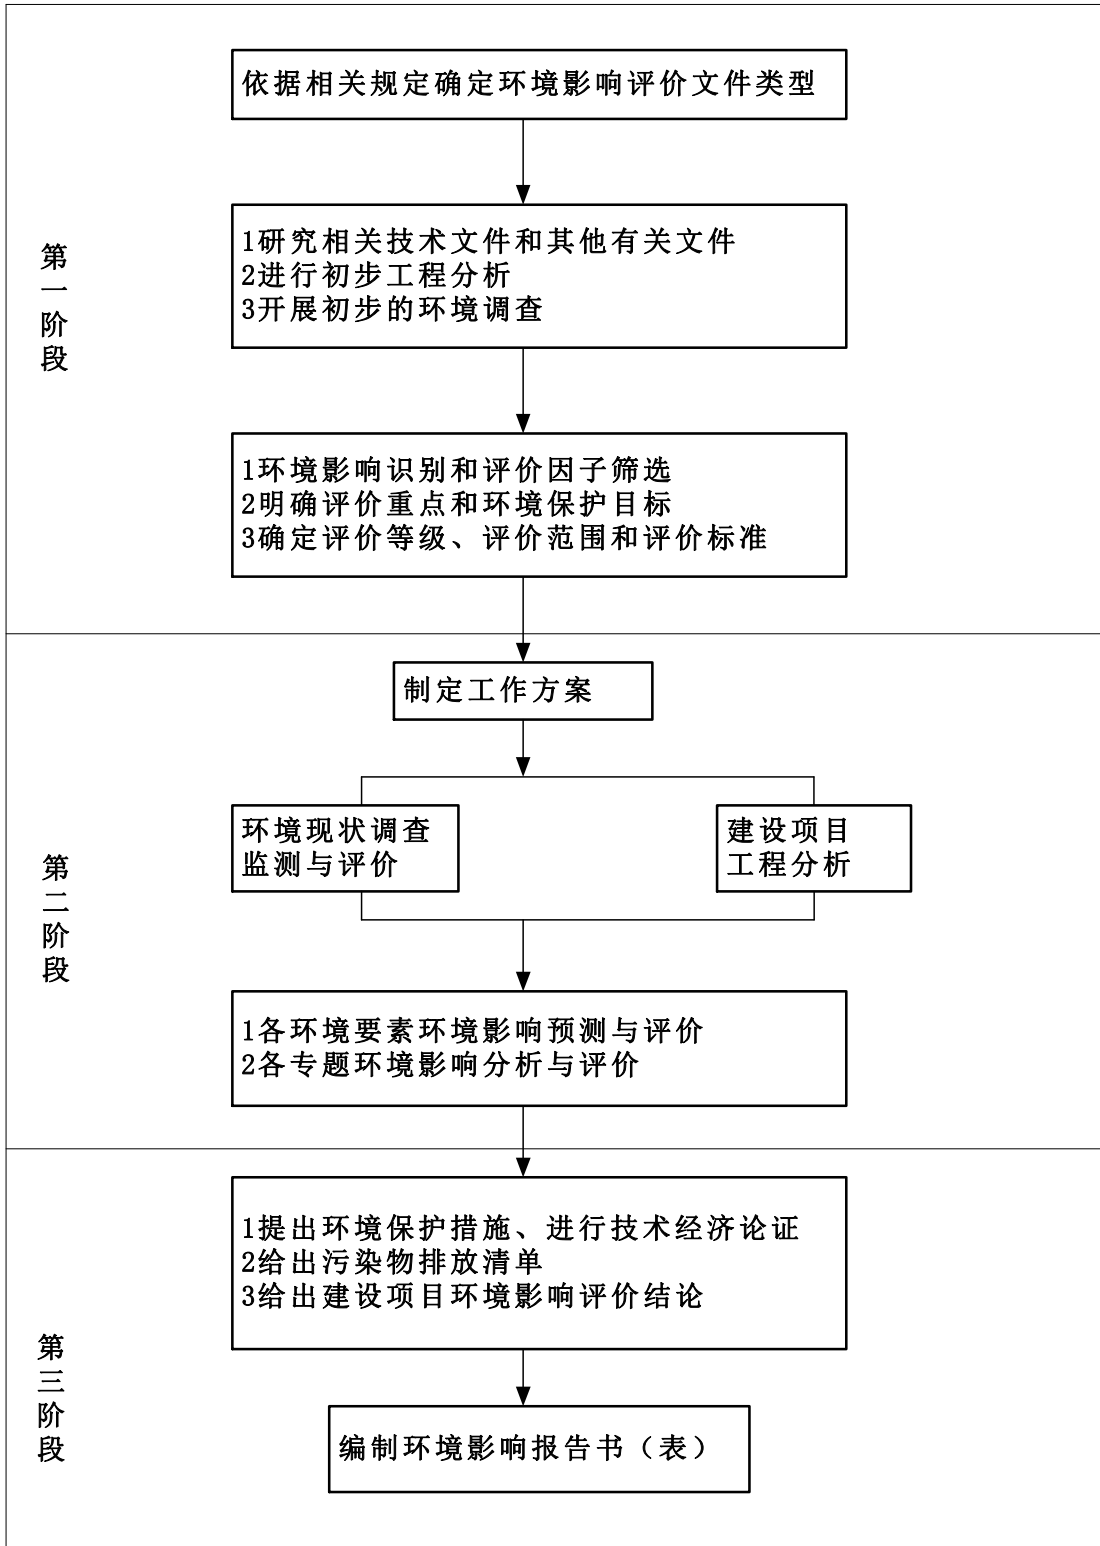 依据相关规定确定环境影响评价文件类型
第一阶段
1研究相关技术文件和其他有关文件
2进行初步工程分析
3开展初步的环境调查
1环境影响识别和评价因子筛选
2明确评价重点和环境保护目标
3确定评价等级、评价范围和评价标准
制定工作方案
第二阶段
环境现状调查
监测与评价
建设项目
工程分析
1各环境要素环境影响预测与评价
2各专题环境影响分析与评价
第三阶段
1提出环境保护措施、进行技术经济论证
2给出污染物排放清单
3给出建设项目环境影响评价结论
编制环境影响报告书（表）